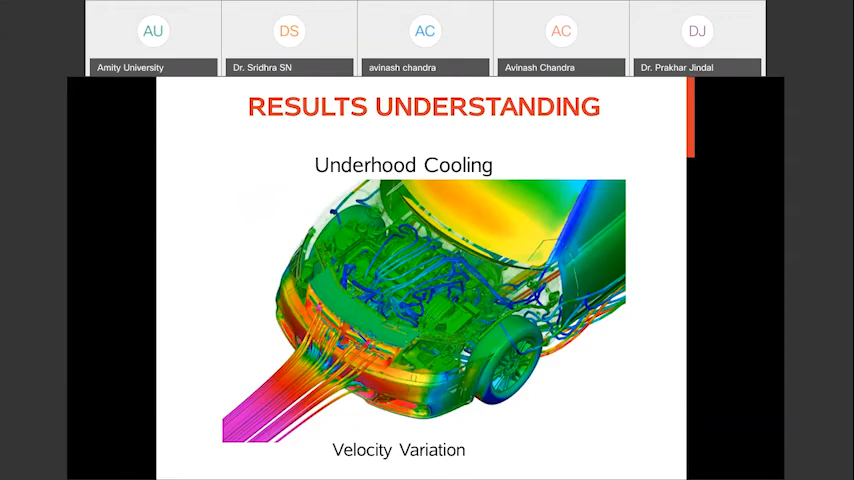 AU
DS
AC
AC
DJ
Amity University
Dr. Sridhra SN
avinash chandra
Avinash Chandra
Dr. Prakhar Jindal
RESULTS UNDERSTANDING
Underhood Cooling
Velocity Variation